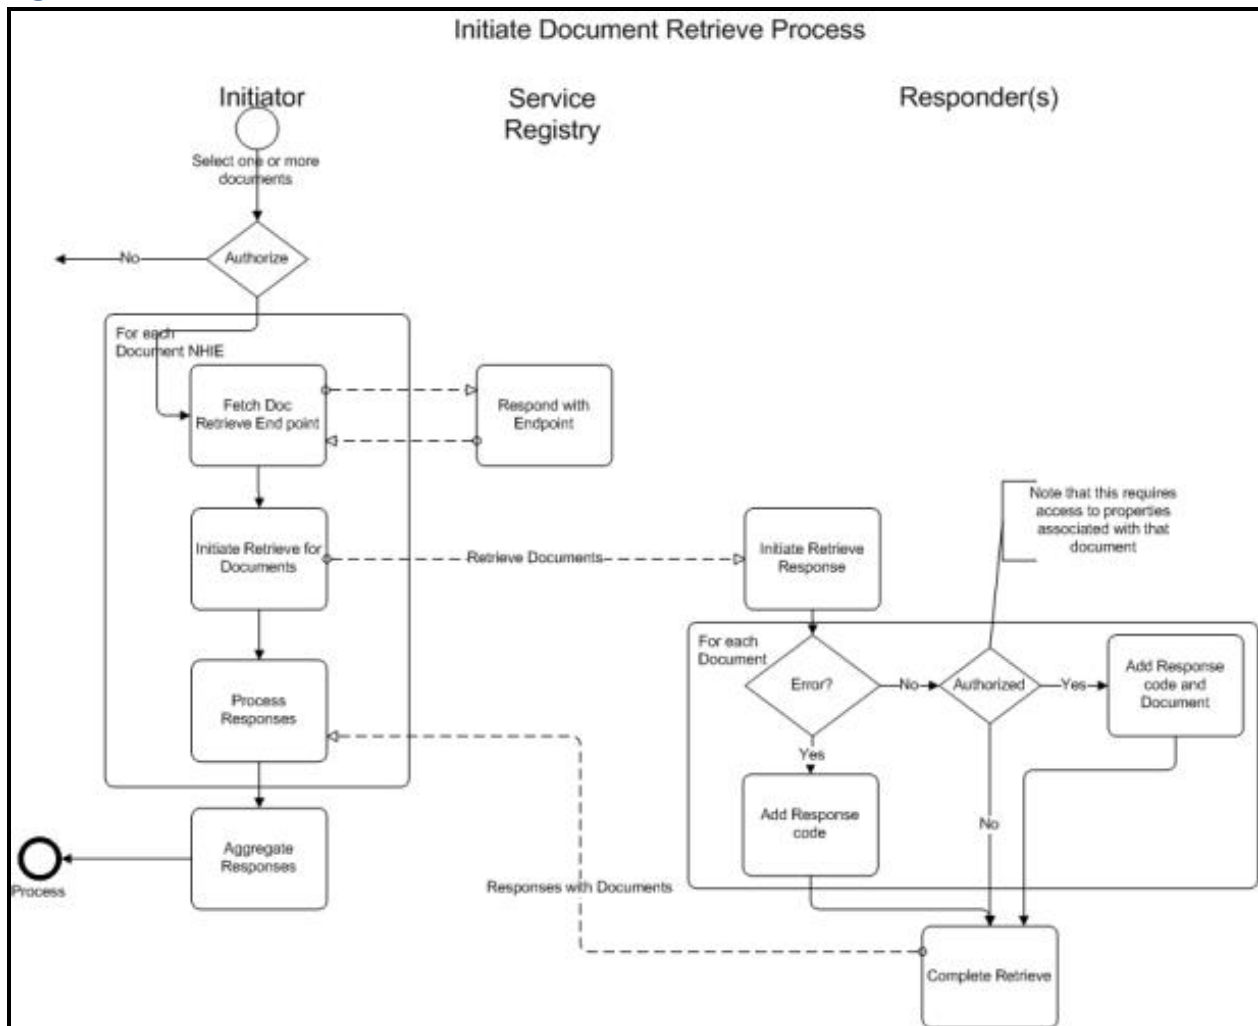 Initiate Document Retrieve Process
Initiator
Service
Registry
Responder(s)
Select one or more
documents
Authorize
No
For each
Document NHIE
Fetch Doc
Retrieve End point
Respond with
Endpoint
Initiate Retrieve for
Documents
Retrieve Documents
Initiate Retrieve
Response
Note that this requires
access to properties
associated with that
document
For each
Document
Error?
No
Authorized
Yes
Add Response
code and
Document
Process
Responses
Yes
Add Response
code
No
Aggregate
Responses
Process
Responses with Documents
Complete Retrieve